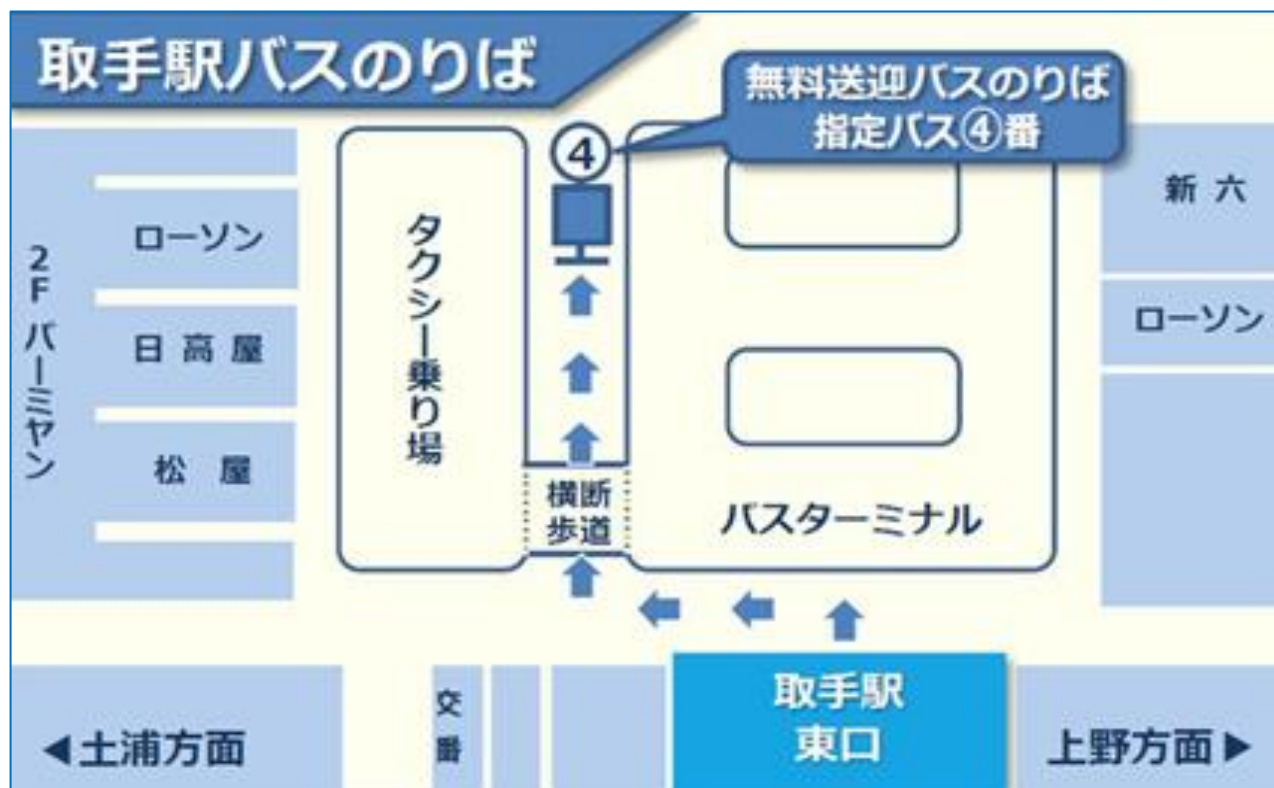 取手駅バスのりば
無料送迎バスのりば
指定バス④番
④
2Fバーミヤン
ローソン
日高屋
松屋
タクシー乗り場
横断
歩道
バスターミナル
新六
ローソン
◀土浦方面
交番
取手駅
東口
上野方面▶